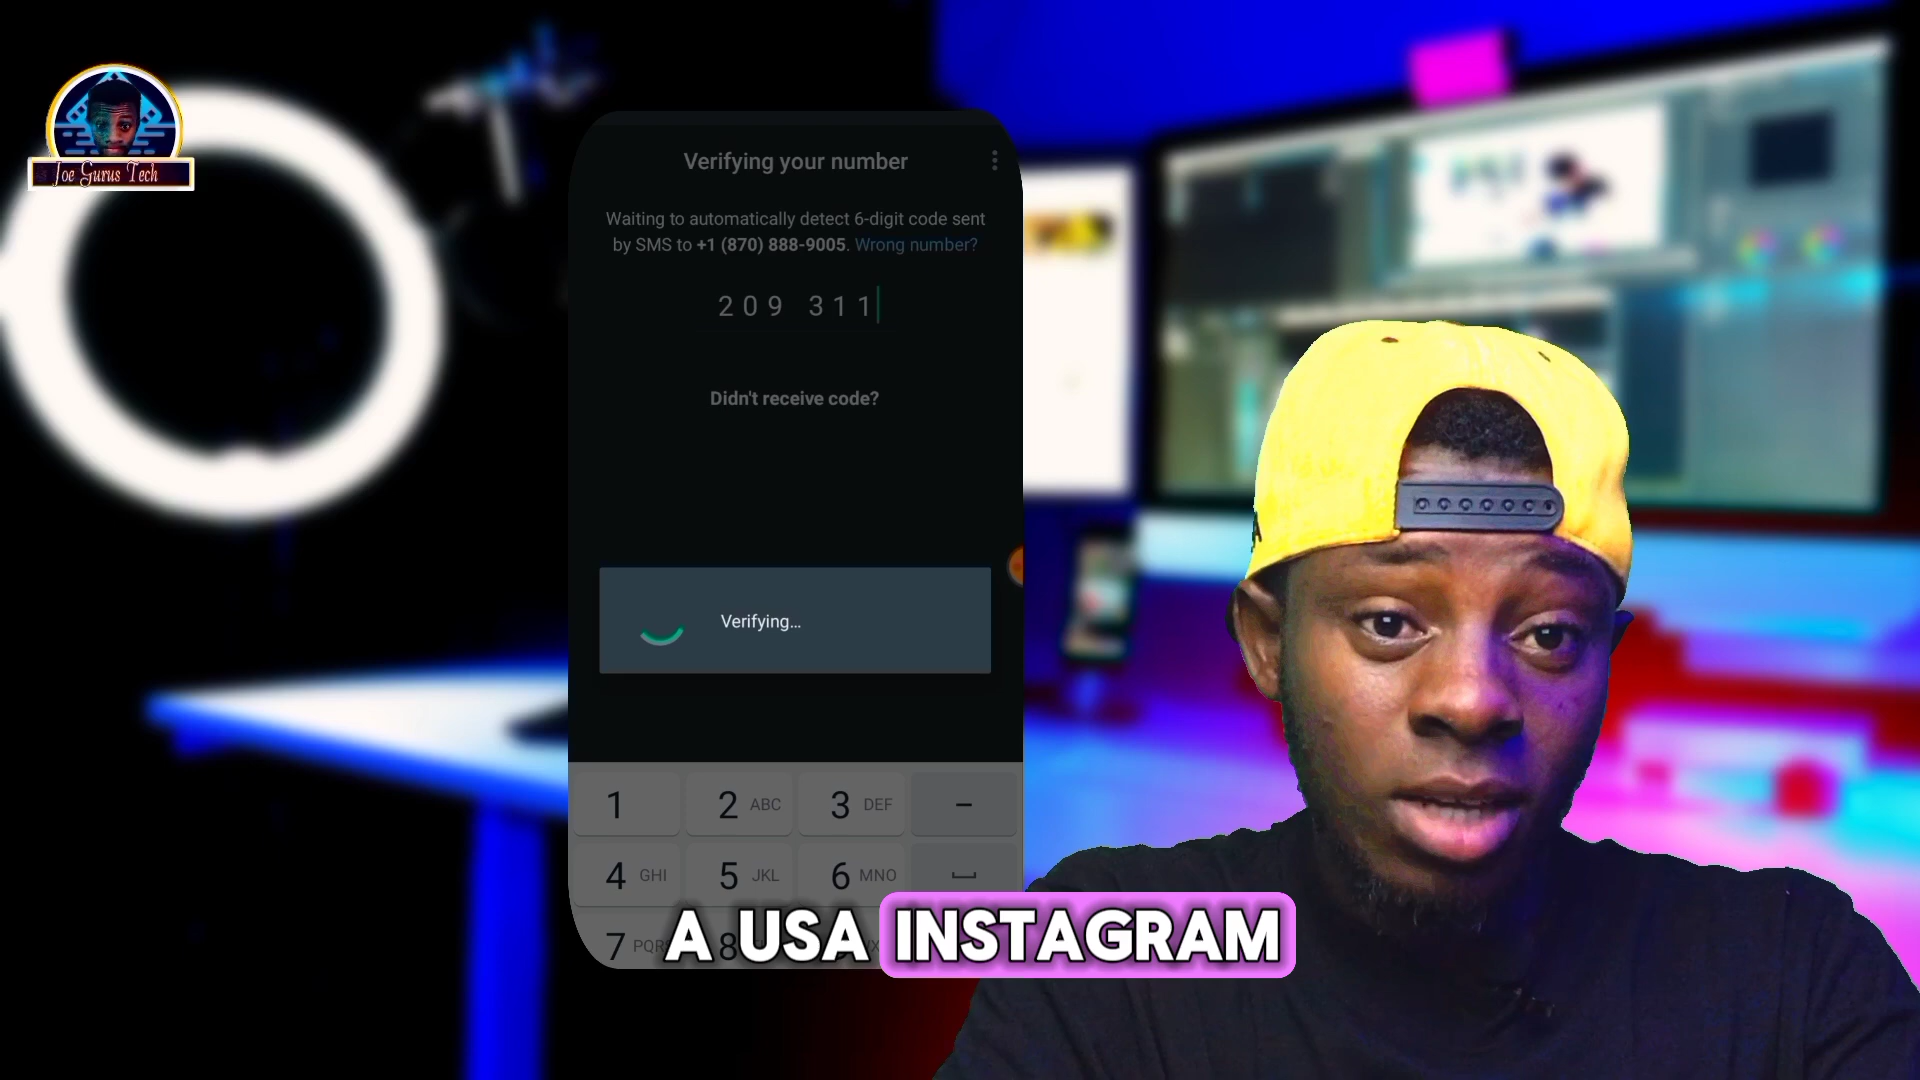 Joe Gurus Tech
Verifying your number
Waiting to automatically detect 6-digit code sent
by SMS to +1 (870) 888-9005. Wrong number?
209 311
Didn't receive code?
Verifying...
1 2 ABC 3 DEF –
4 GHI 5 JKL 6 MNO
7 PQR 8
A USA INSTAGRAM